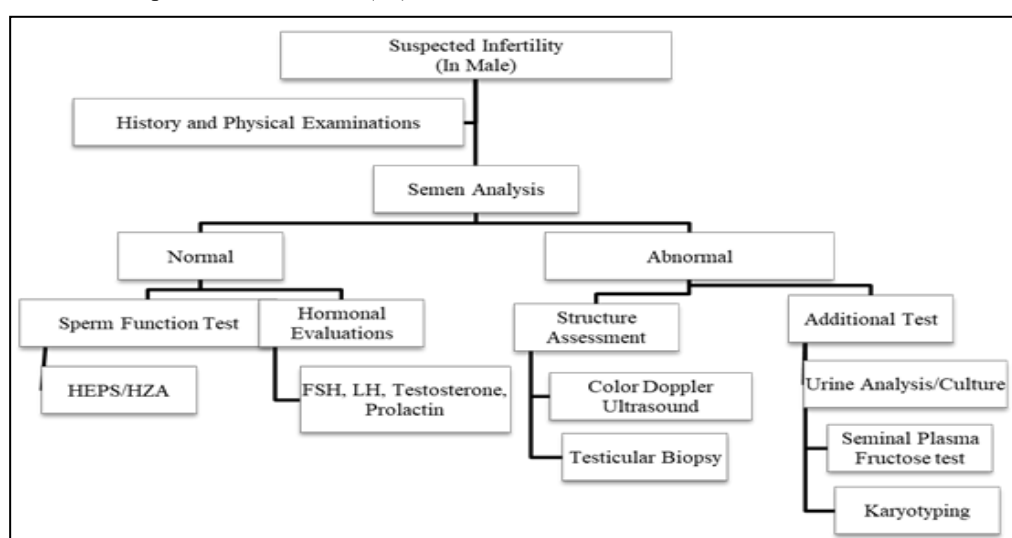 Suspected Infertility
(In Male)
History and Physical Examinations
Semen Analysis
Normal
Abnormal
Sperm Function Test
Hormonal
Evaluations
Structure
Assessment
Additional Test
HEPS/HZA
FSH, LH, Testosterone,
Prolactin
Color Doppler
Ultrasound
Testicular Biopsy
Urine Analysis/Culture
Seminal Plasma
Fructose test
Karyotyping